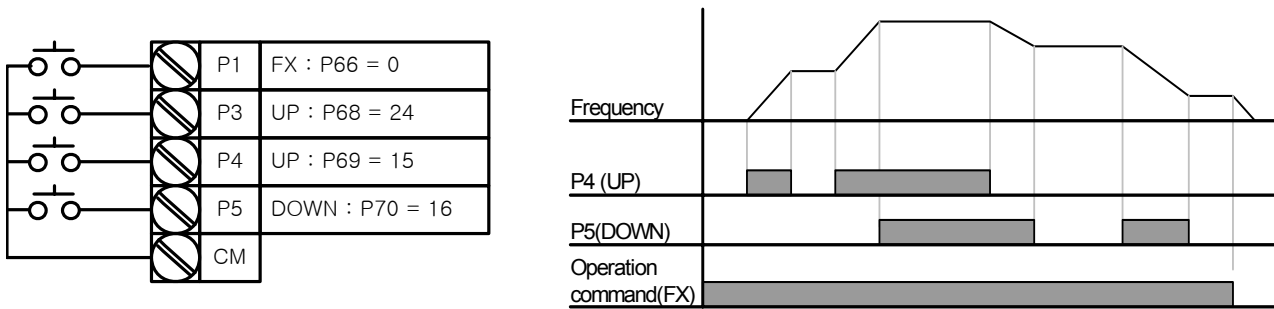 P1 FX : P66 = 0
P3 UP : P68 = 24
P4 UP : P69 = 15
P5 DOWN : P70 = 16
CM
Frequency
P4 (UP)
P5(DOWN)
Operation
command(FX)